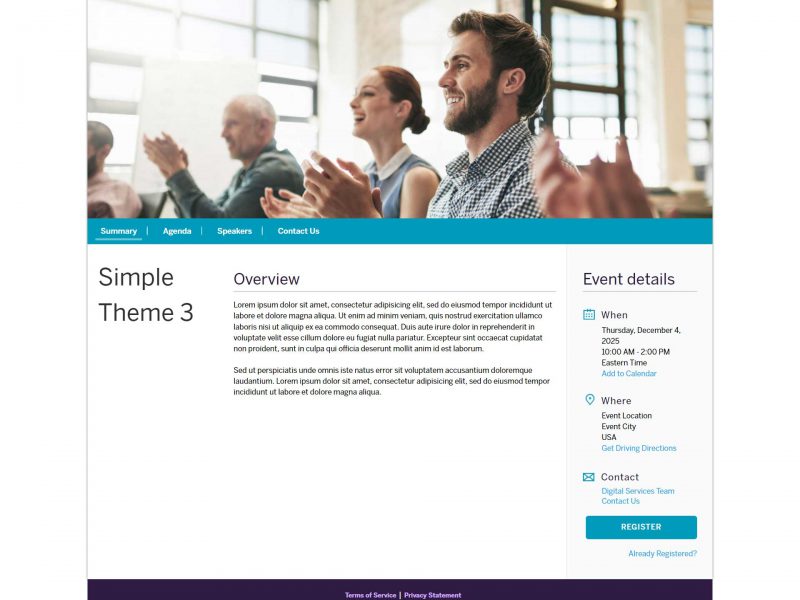 Summary | Agenda | Speakers | Contact Us
Simple
Theme 3
Overview
Lorem ipsum dolor sit amet, consectetur adipisicing elit, sed do eiusmod tempor incididunt ut
labore et dolore magna aliqua. Ut enim ad minim veniam, quis nostrud exercitation ullamco
laboris nisi ut aliquip ex ea commodo consequat. Duis aute irure dolor in reprehenderit in
voluptate velit esse cillum dolore eu fugiat nulla pariatur. Excepteur sint occaecat cupidatat
non proident, sunt in culpa qui officia deserunt mollit anim id est laborum.
Sed ut perspiciatis unde omnis iste natus error sit voluptatem accusantium doloremque
laudantium. Lorem ipsum dolor sit amet, consectetur adipisicing elit, sed do eiusmod tempor
incididunt ut labore et dolore magna aliqua.
Event details
When
Thursday, December 4,
2025
10:00 AM - 2:00 PM
Eastern Time
Add to Calendar
Where
Event Location
Event City
USA
Get Driving Directions
Contact
Digital Services Team
Contact Us
REGISTER
Already Registered?
Terms of Service | Privacy Statement